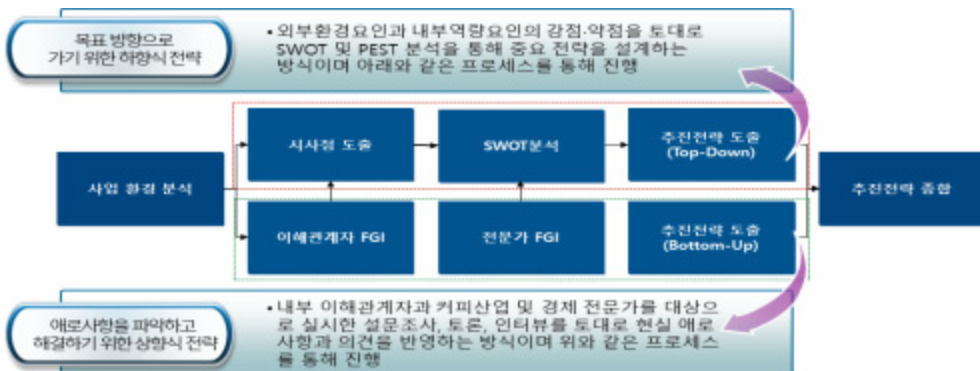 목표 방향으로
가기 위한 하향식 전략
• 외부환경요인과 내부역량요인의 강점·약점을 토대로
SWOT 및 PEST 분석을 통해 중요 전략을 설계하는
방식이며 아래와 같은 프로세스를 통해 진행
사업 환경 분석
시사점 도출
SWOT분석
추진전략 도출
(Top-Down)
추진전략 종합
이해관계자 FGI
전문가 FGI
추진전략 도출
(Bottom-Up)
애로사항을 파악하고
해결하기 위한 상향식 전략
• 내부 이해관계자과 커피산업 및 경제 전문가를 대상으
로 실시한 설문조사, 토론, 인터뷰를 토대로 현실 애로
사항과 의견을 반영하는 방식이며 위와 같은 프로세스
를 통해 진행